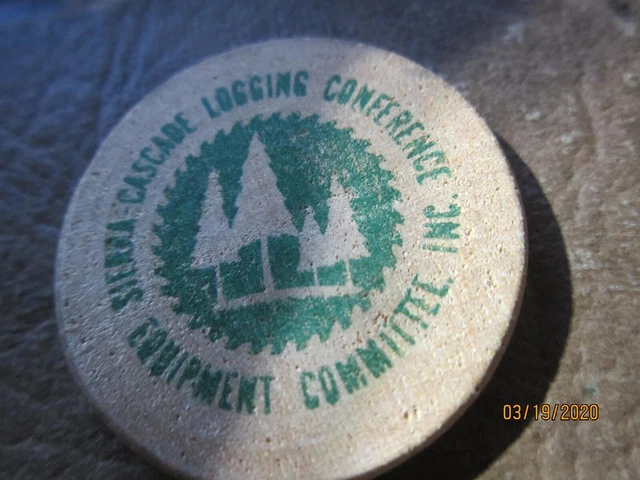 SIERRA-CASCADE LOGGING CONFERENCE
EQUIPMENT COMMITTEE, INC.
03/19/2020